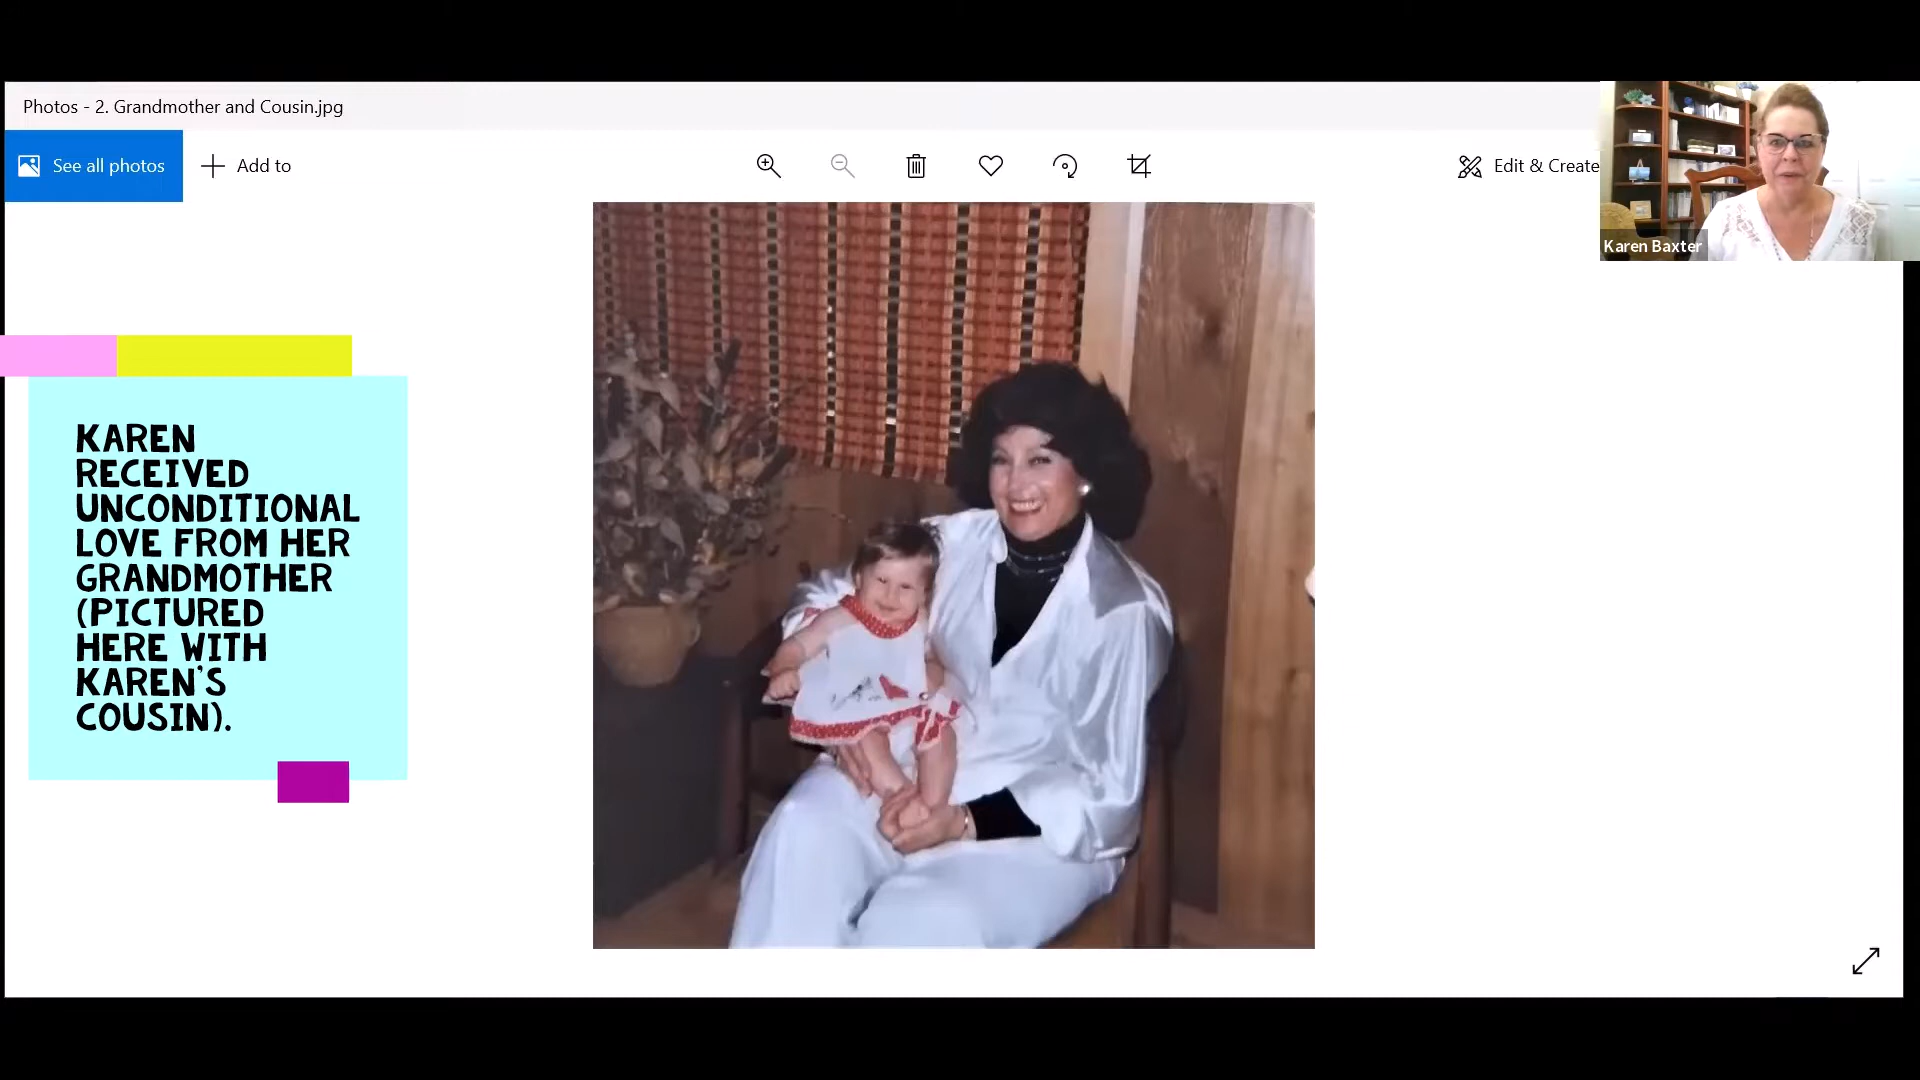 Photos - 2. Grandmother and Cousin.jpg
See all photos
Add to
Edit & Create
Karen Baxter
KAREN
RECEIVED
UNCONDITIONAL
LOVE FROM HER
GRANDMOTHER
(PICTURED
HERE WITH
KAREN'S
COUSIN).